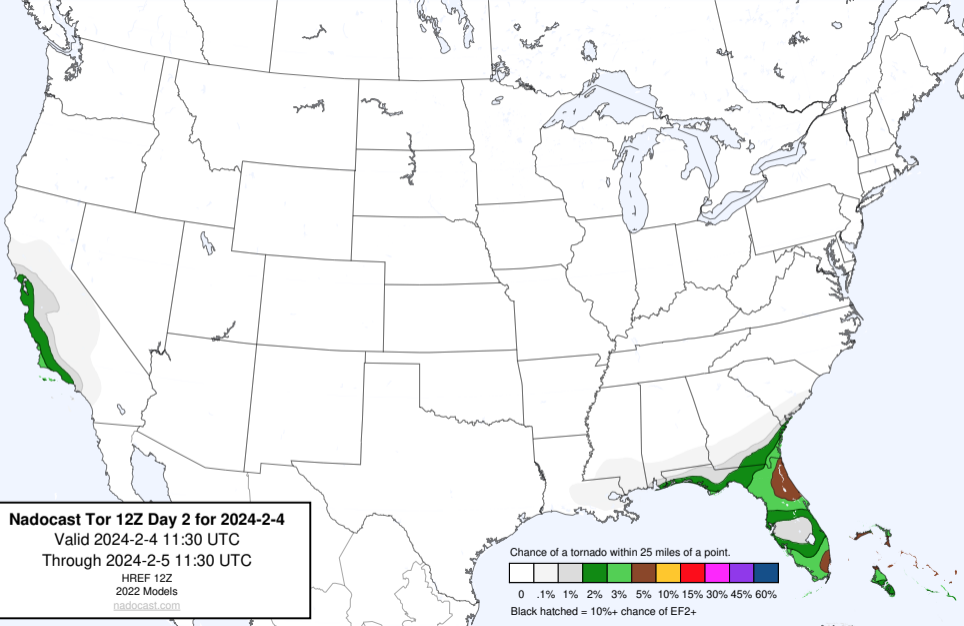 Nadocast Tor 12Z Day 2 for 2024-2-4
Valid 2024-2-4 11:30 UTC
Through 2024-2-5 11:30 UTC
HREF 12Z
2022 Models
nadocast.com
Chance of a tornado within 25 miles of a point.
0 .1% 1% 2% 3% 5% 10% 15% 30% 45% 60%
Black hatched = 10%+ chance of EF2+